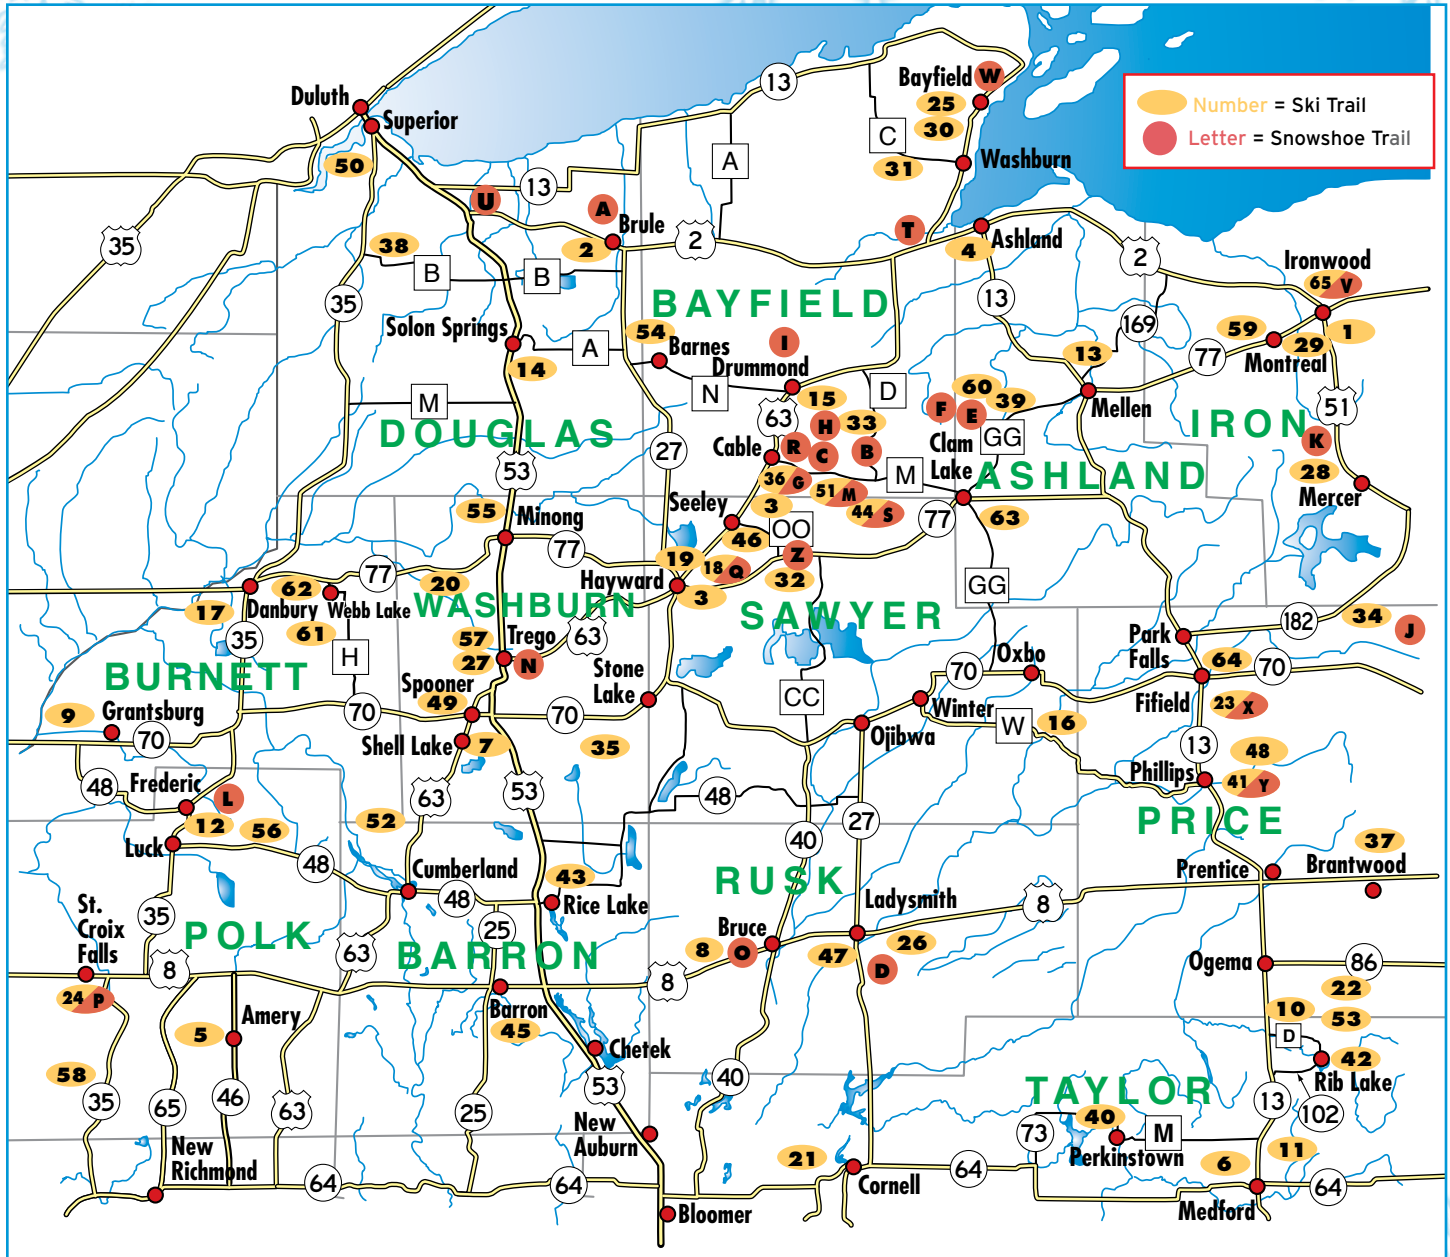 13
Bayfield
W
Duluth
25
Number = Ski Trail
Superior
C
30
Letter = Snowshoe Trail
A
Washburn
50
31
13
U
A
Brule
T
35
38
2
2
4
Ashland
B
B
2
Ironwood
65 V
35
BAYFIELD
13
169
Solon Springs
54
I
59
1
A
Barnes
13
29
14
Drummond
77
Montreal
M
N
15
D
60
39
Mellen
51
DOUGLAS
63
H
33
F
E
IRON
27
Cable
R
C
B
Clam
Lake
GG
K
53
M
ASHLAND
28
36 G
51 M
Mercer
55
Seeley
3
44 S
77
63
Minong
46
OO
77
19
18 Q
Z
77
20
Hayward
32
GG
62
3
17
Danbury
Webb Lake
WASHBURN
SAWYER
182
34
J
61
57
Trego
63
Park
Falls
35
H
27
N
Stone
Lake
Oxbo
64
70
BURNETT
Spooner
70
CC
Fifield
23 X
9
Grantsburg
70
49
70
Winter
70
Shell Lake
7
35
Ojibwa
W
16
13
48
48
Frederic
63
53
48
Phillips
41 Y
L
12
56
52
27
PRICE
Luck
40
37
48
Cumberland
43
RUSK
Prentice
Brantwood
St.
Croix
Falls
35
48
Rice Lake
Ladysmith
8
POLK
25
Bruce
63
BARRON
8
O
47
26
8
8
D
Ogema
86
24 P
Barron
22
5
Amery
45
10
53
Chetek
D
42
58
40
Rib Lake
35
65
46
63
25
53
TAYLOR
13
102
40
New
Auburn
73
M
New
Richmond
Perkinstown
11
21
6
64
64
Cornell
64
64
Bloomer
Medford